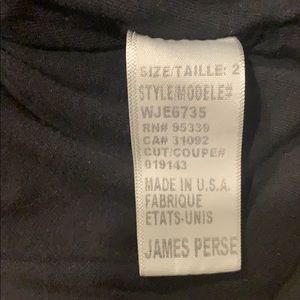 SIZE/TAILLE: 2
STYLE/MODELE#
WJE6735
RN# 95339
CA# 31092
CUT/COUPE#
019143
MADE IN U.S.A.
FABRIQUE
ETATS-UNIS
JAMES PERSE